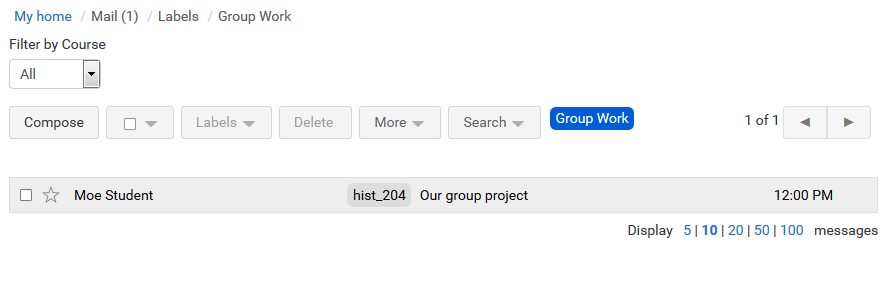 My home / Mail (1) / Labels / Group Work
Filter by Course
All
Compose Labels Delete More Search Group Work 1 of 1
Moe Student hist_204 Our group project 12:00 PM
Display 5 | 10 | 20 | 50 | 100 messages